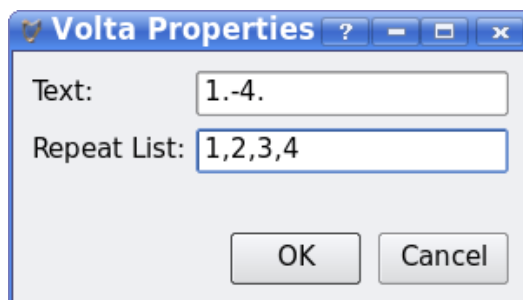 Volta Properties
Text: 1.-4.
Repeat List: 1,2,3,4
OK Cancel